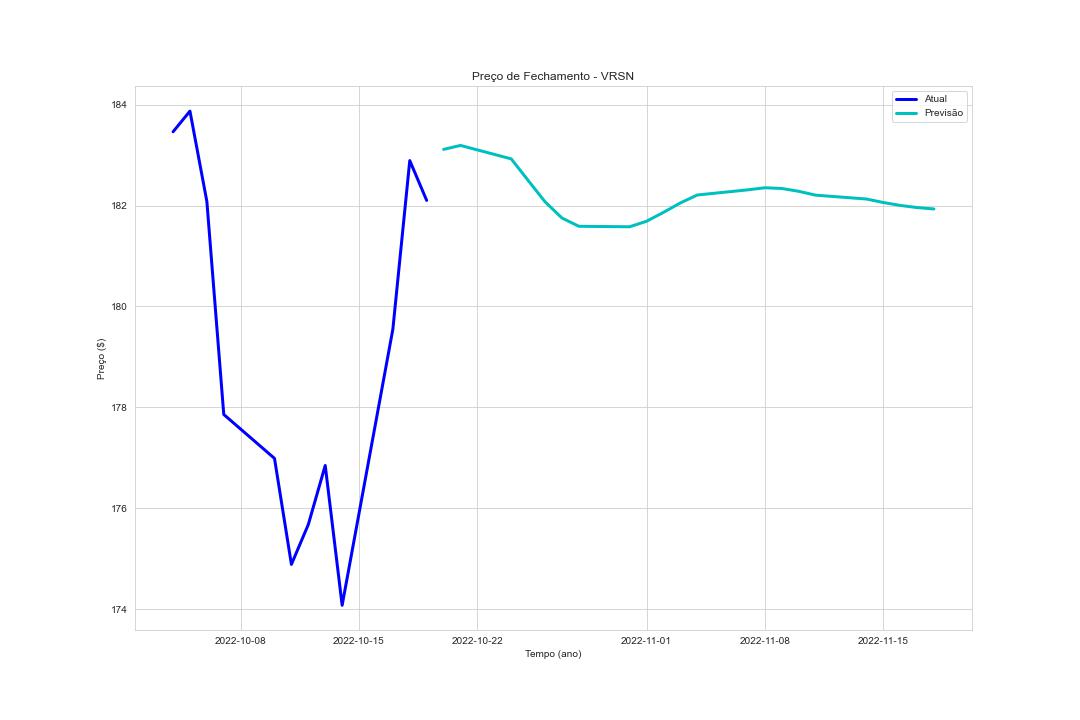 Preço de Fechamento - VRSN
Atual
Previsão
184
182
180
178
176
174
Preço ($)
2022-10-08
2022-10-15
2022-10-22
2022-11-01
2022-11-08
2022-11-15
Tempo (ano)